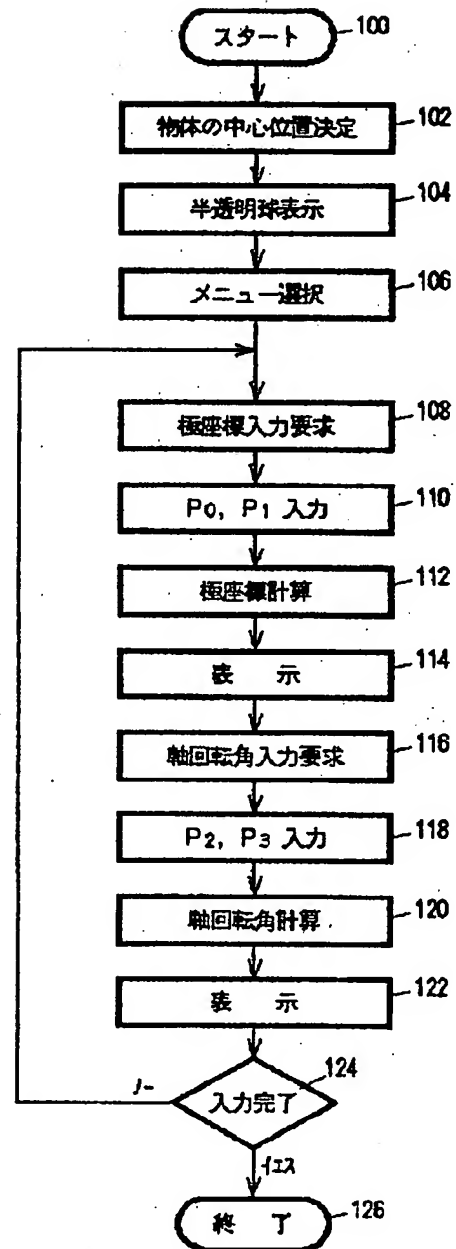 スタート 100
物体の中心位置決定 102
半透明球表示 104
メニュー選択 106
極座標入力要求 108
P0, P1 入力 110
極座標計算 112
表 示 114
軸回転角入力要求 116
P2, P3 入力 118
軸回転角計算 120
表 示 122
入力完了 124
ノー
イエス
終 了 126